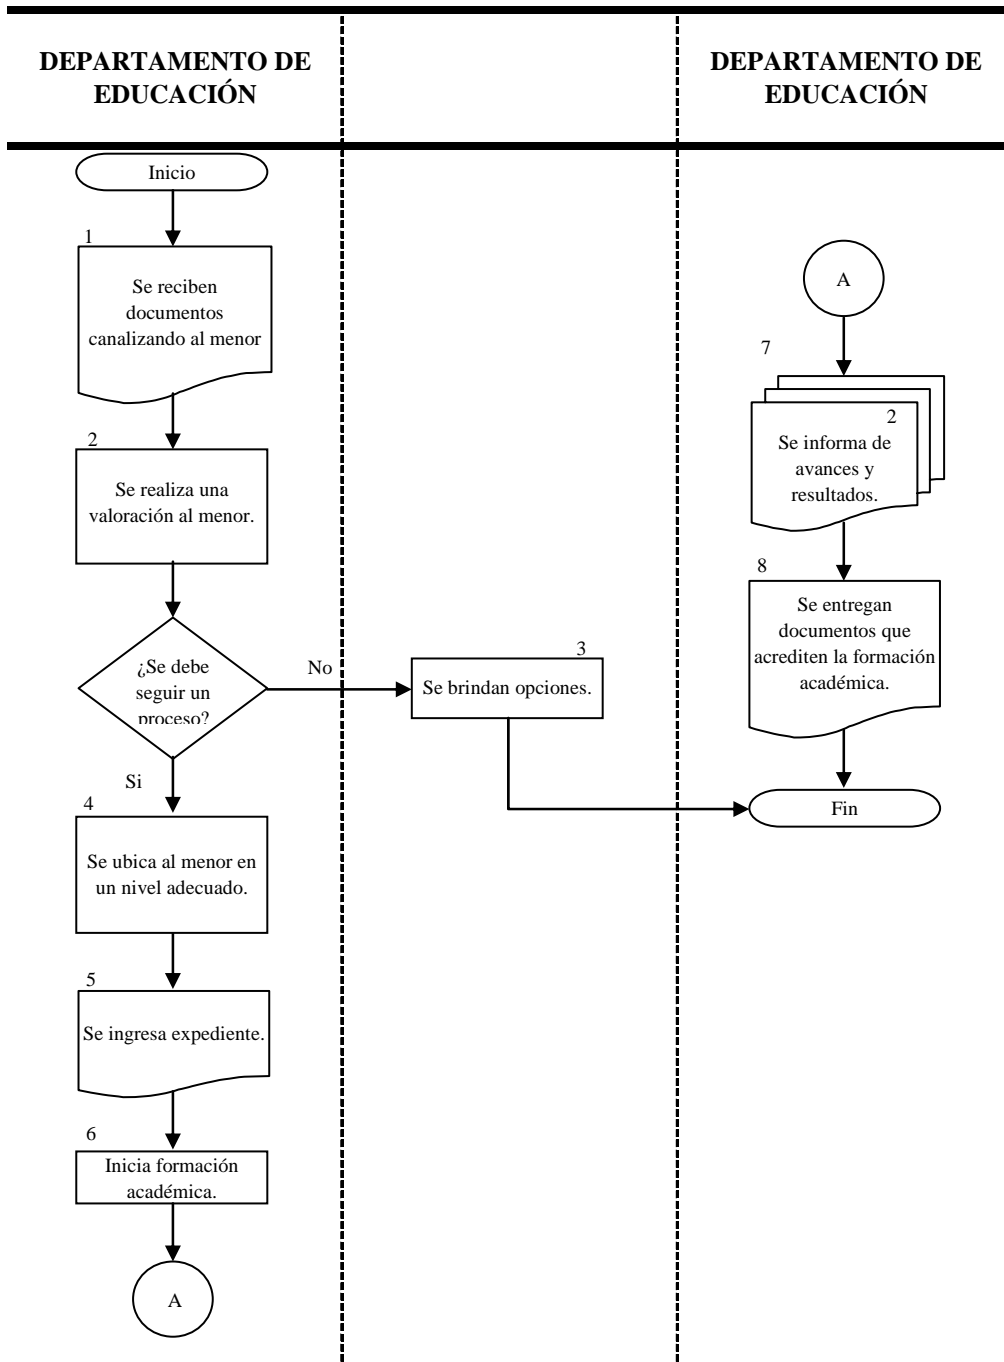 DEPARTAMENTO DE
EDUCACIÓN
DEPARTAMENTO DE
EDUCACIÓN
Inicio
1
Se reciben
documentos
canalizando al menor
2
Se realiza una
valoración al menor.
¿Se debe
seguir un
proceso?
No
Si
3
Se brindan opciones.
4
Se ubica al menor en
un nivel adecuado.
5
Se ingresa expediente.
6
Inicia formación
académica.
A
A
7
2
Se informa de
avances y
resultados.
8
Se entregan
documentos que
acrediten la formación
académica.
Fin